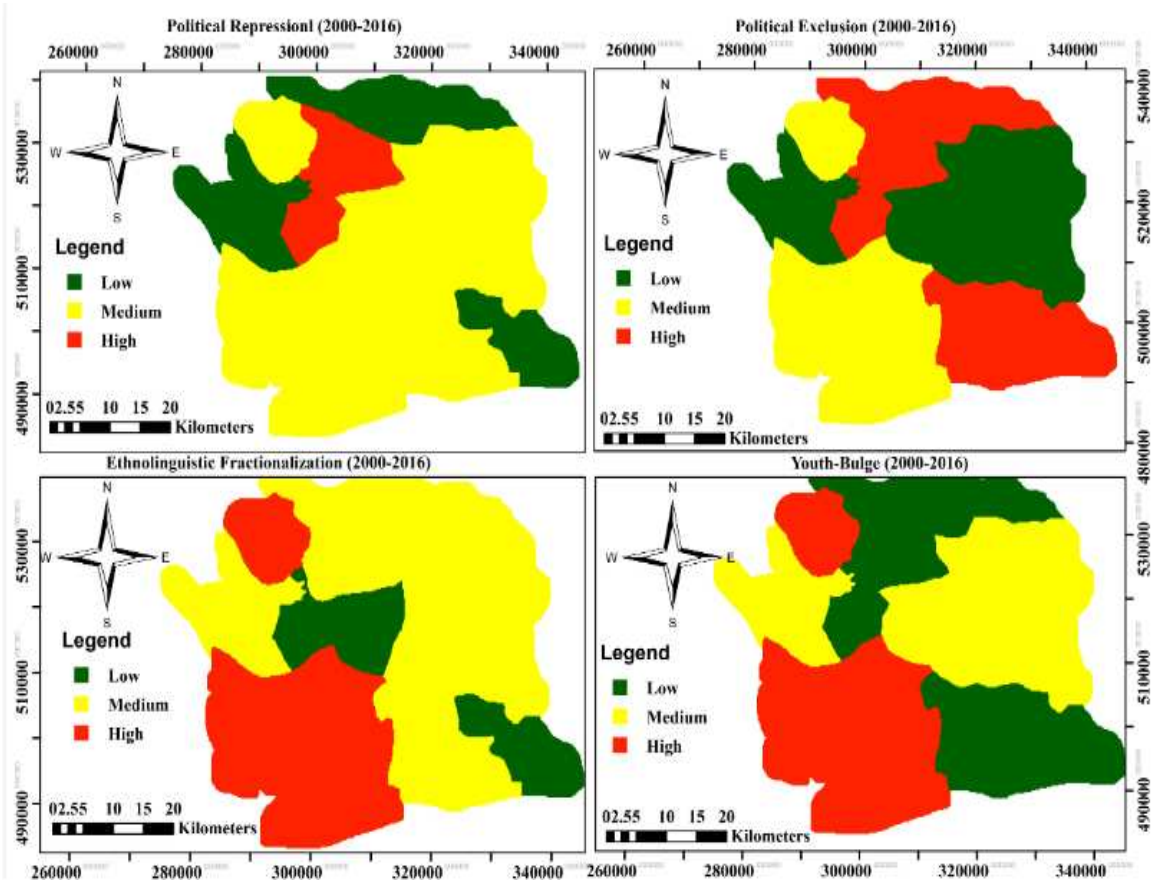 Political Repressionl (2000-2016)
260000 280000 300000 320000 340000
N
W E
S
530000
510000
490000
Legend
Low
Medium
High
02.55 10 15 20
Kilometers
Political Exclusion (2000-2016)
260000 280000 300000 320000 340000
N
W E
S
540000
520000
500000
480000
Legend
Low
Medium
High
02.55 10 15 20
Kilometers
Ethnolinguistic Fractionalization (2000-2016)
N
W E
S
530000
510000
490000
Legend
Low
Medium
High
02.55 10 15 20
Kilometers
260000 280000 300000 320000 340000
Youth-Bulge (2000-2016)
N
W E
S
530000
510000
490000
Legend
Low
Medium
High
02.55 10 15 20
Kilometers
260000 280000 300000 320000 340000